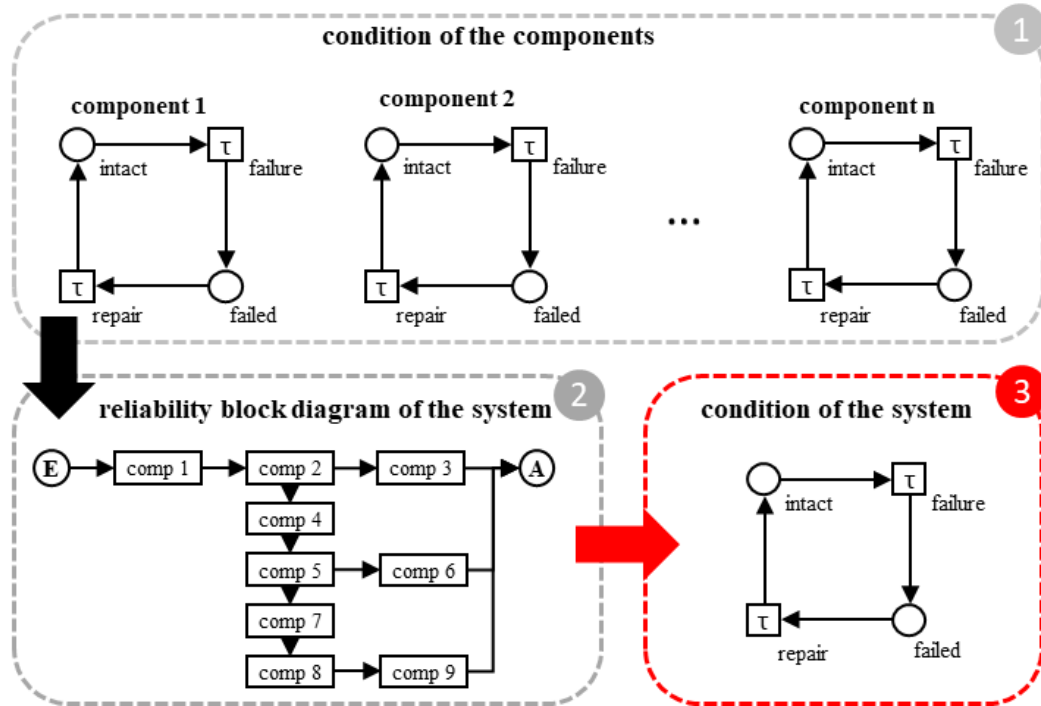 condition of the components
1
component 1
component 2
component n
τ
τ
τ
intact
failure
intact
failure
intact
failure
...
τ
τ
τ
repair
failed
repair
failed
repair
failed
reliability block diagram of the system
2
E
comp 1
comp 2
comp 3
A
comp 4
comp 5
comp 6
comp 7
comp 8
comp 9
condition of the system
3
τ
intact
failure
τ
repair
failed